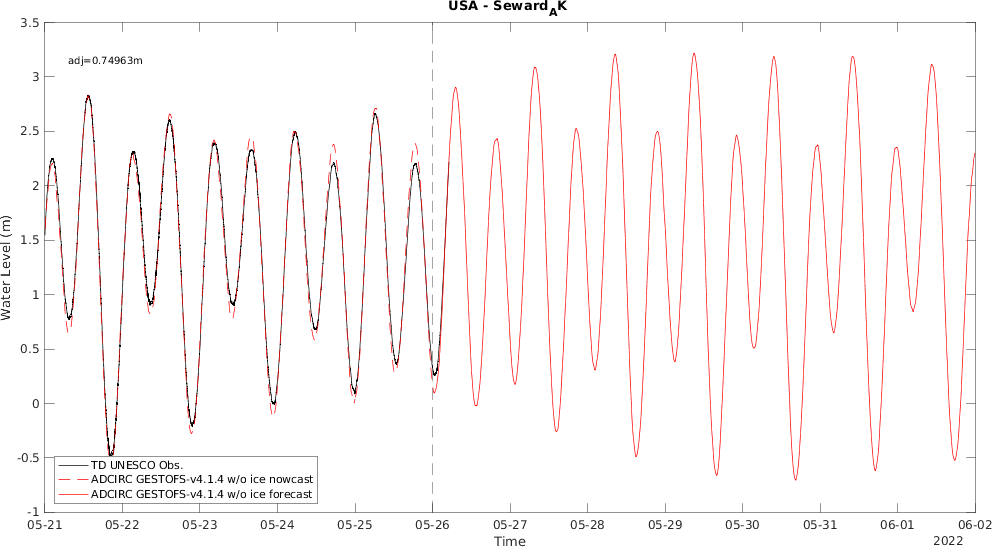 USA - Seward_AK
adj=0.74963m
3.5
3
2.5
2
1.5
1
0.5
0
-0.5
-1
Water Level (m)
TD UNESCO Obs.
ADCIRC GESTOFS-v4.1.4 w/o ice nowcast
ADCIRC GESTOFS-v4.1.4 w/o ice forecast
05-21 05-22 05-23 05-24 05-25 05-26 05-27 05-28 05-29 05-30 05-31 06-01 06-02
Time
2022